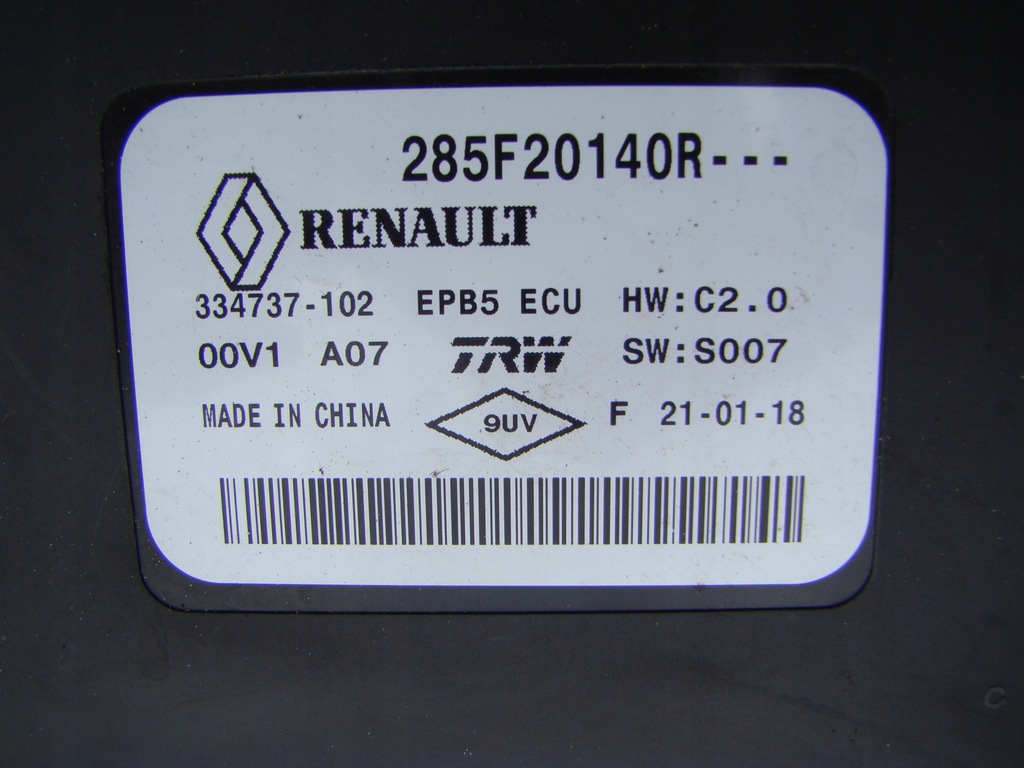 285F20140R---
RENAULT
334737-102 EPB5 ECU HW:C2.0
00V1 A07 TRW SW:S007
MADE IN CHINA 9UV F 21-01-18
C